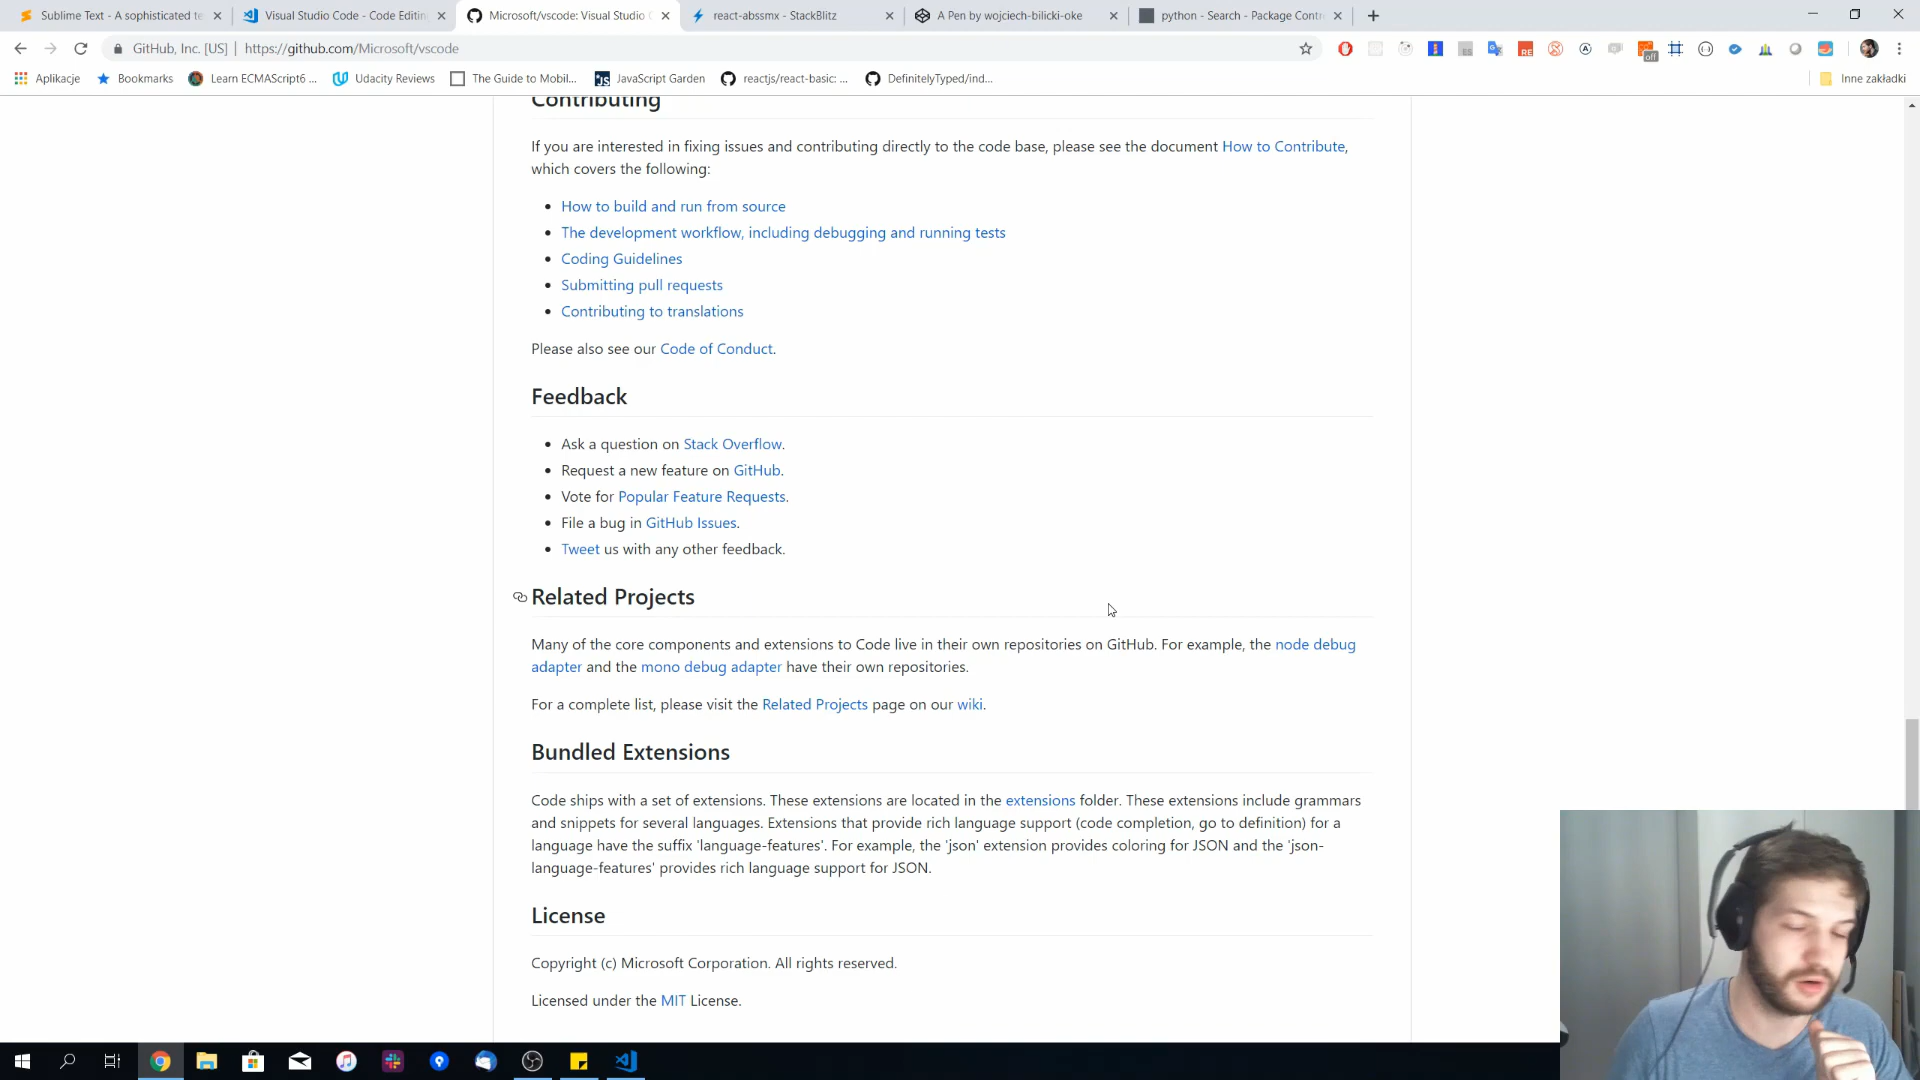 Sublime Text - A sophisticated te
Visual Studio Code - Code Editin
Microsoft/vscode: Visual Studio C
react-abssmx - StackBlitz
A Pen by wojciech-bilicki-oke
python - Search - Package Contr
GitHub, Inc. [US] | https://github.com/Microsoft/vscode
Aplikacje
Bookmarks
Learn ECMAScript6 ...
Udacity Reviews
The Guide to Mobil...
JavaScript Garden
reactjs/react-basic: ...
DefinitelyTyped/ind...
Inne zakładki
Contributing
If you are interested in fixing issues and contributing directly to the code base, please see the document How to Contribute,
which covers the following:
• How to build and run from source
• The development workflow, including debugging and running tests
• Coding Guidelines
• Submitting pull requests
• Contributing to translations
Please also see our Code of Conduct.
Feedback
• Ask a question on Stack Overflow.
• Request a new feature on GitHub.
• Vote for Popular Feature Requests.
• File a bug in GitHub Issues.
• Tweet us with any other feedback.
Related Projects
Many of the core components and extensions to Code live in their own repositories on GitHub. For example, the node debug
adapter and the mono debug adapter have their own repositories.
For a complete list, please visit the Related Projects page on our wiki.
Bundled Extensions
Code ships with a set of extensions. These extensions are located in the extensions folder. These extensions include grammars
and snippets for several languages. Extensions that provide rich language support (code completion, go to definition) for a
language have the suffix 'language-features'. For example, the 'json' extension provides coloring for JSON and the 'json-
language-features' provides rich language support for JSON.
License
Copyright (c) Microsoft Corporation. All rights reserved.
Licensed under the MIT License.